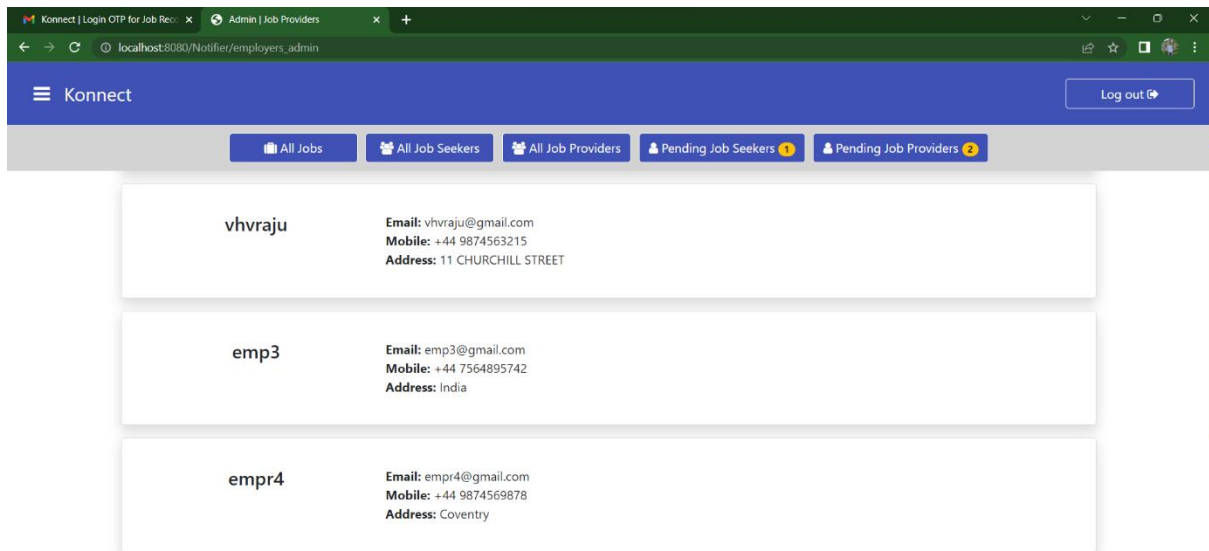 Konnect | Login OTP for Job Reco
Admin | Job Providers
localhost:8080/Notifier/employers_admin
Konnect
Log out
All Jobs
All Job Seekers
All Job Providers
Pending Job Seekers 1
Pending Job Providers 2
vhvraju
Email: vhvraju@gmail.com
Mobile: +44 9874563215
Address: 11 CHURCHILL STREET
emp3
Email: emp3@gmail.com
Mobile: +44 7564895742
Address: India
empr4
Email: empr4@gmail.com
Mobile: +44 9874569878
Address: Coventry